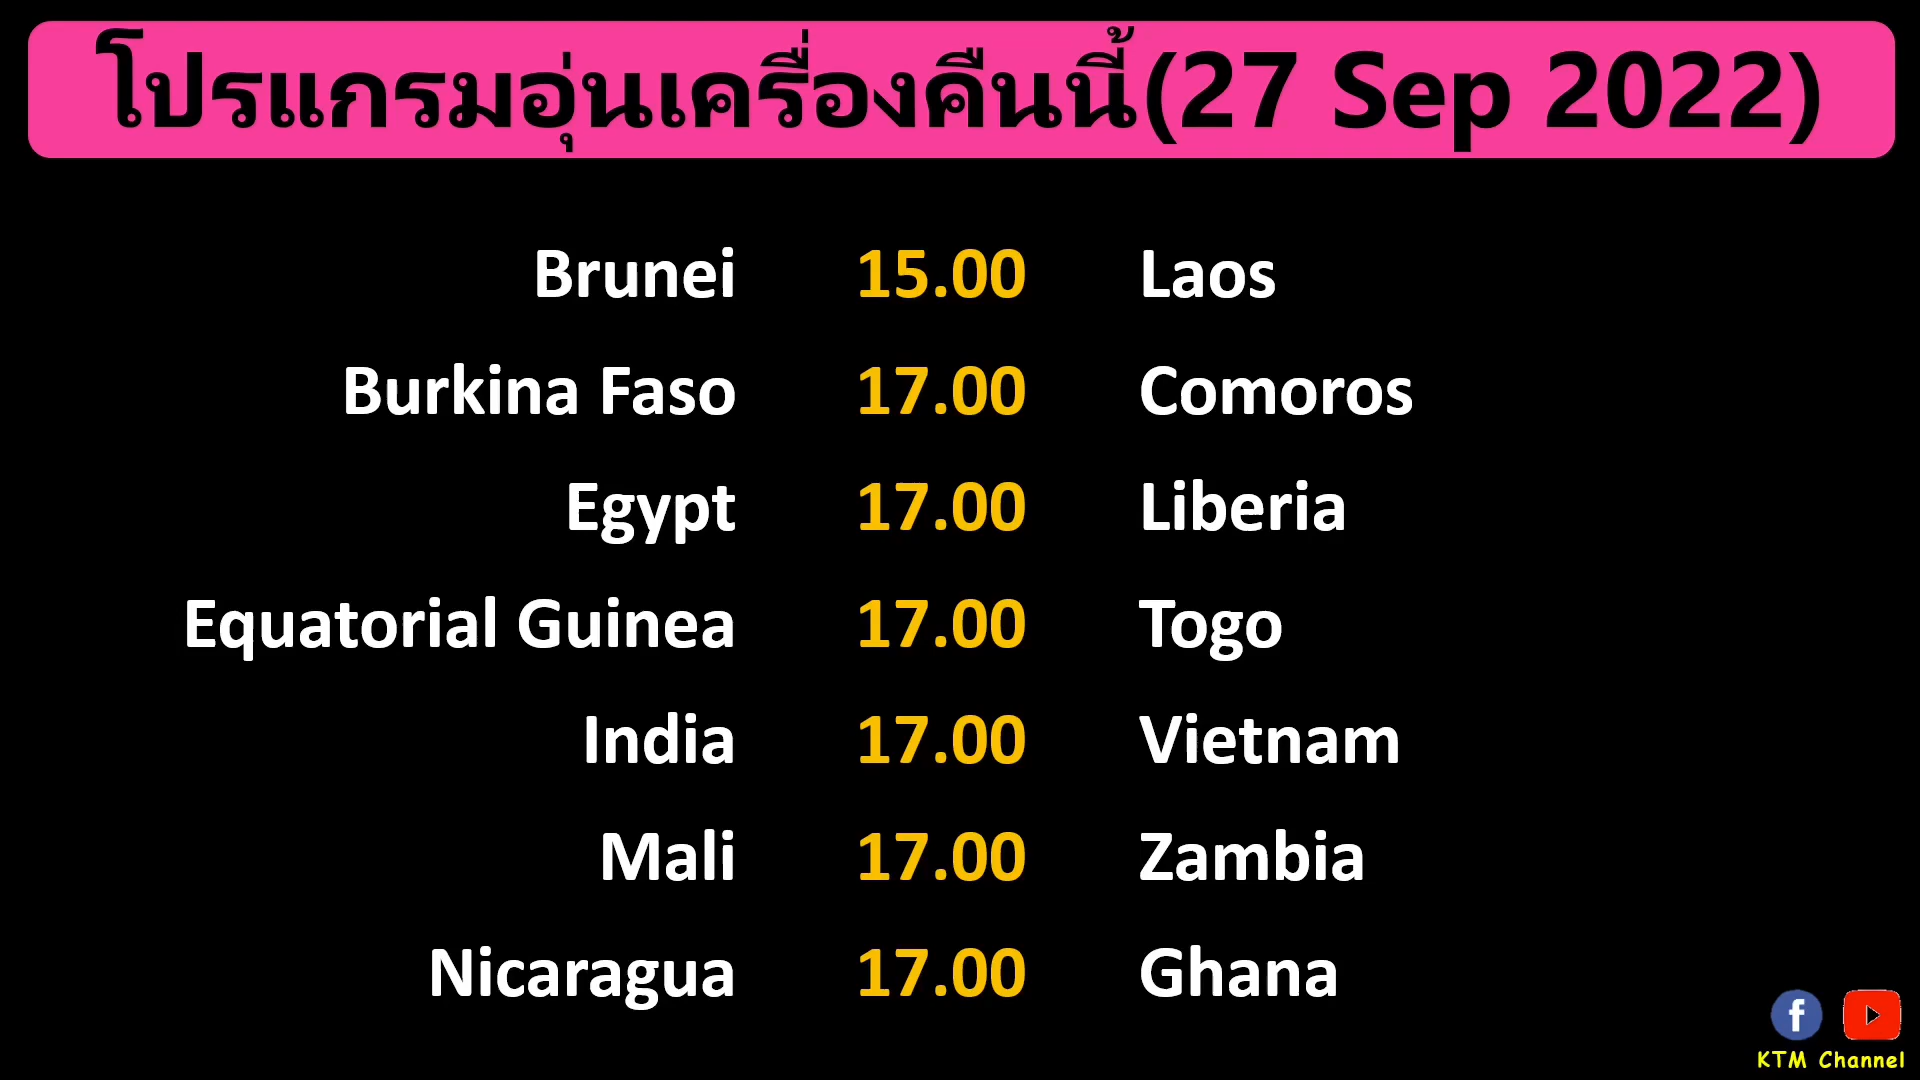 โปรแกรมอุ่นเครื่องคืนนี้(27 Sep 2022)
Brunei 15.00 Laos
Burkina Faso 17.00 Comoros
Egypt 17.00 Liberia
Equatorial Guinea 17.00 Togo
India 17.00 Vietnam
Mali 17.00 Zambia
Nicaragua 17.00 Ghana
KTM Channel